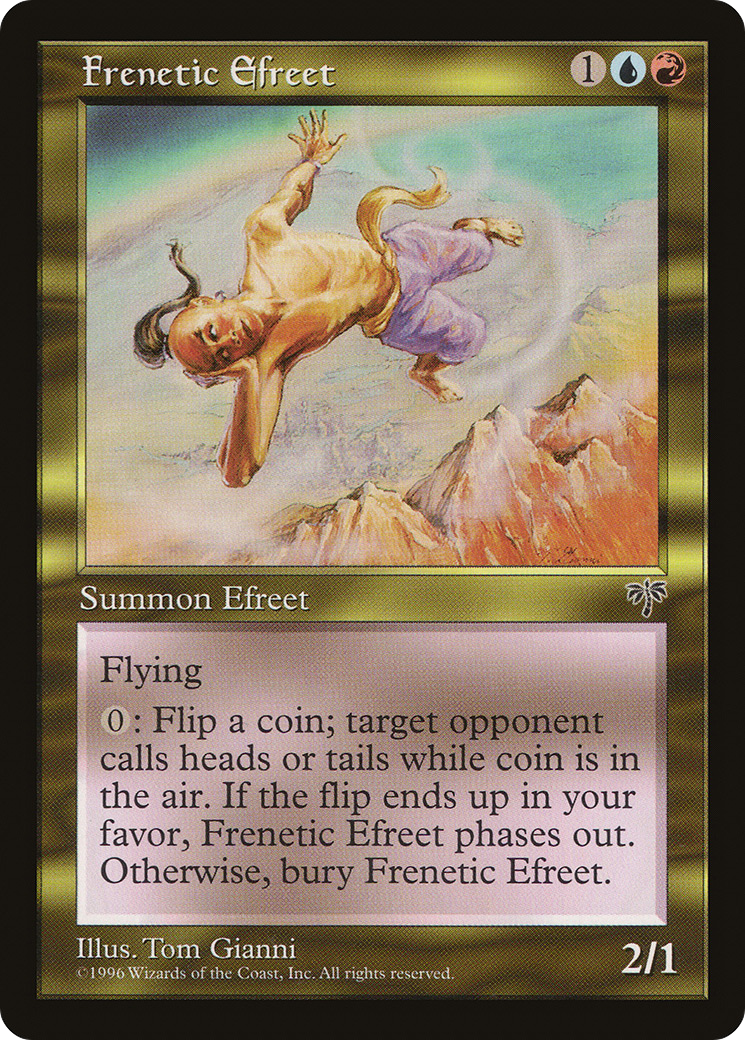 Frenetic Efreet 1
Summon Efreet
Flying
0: Flip a coin; target opponent
calls heads or tails while coin is in
the air. If the flip ends up in your
favor, Frenetic Efreet phases out.
Otherwise, bury Frenetic Efreet.
Illus. Tom Gianni
©1996 Wizards of the Coast, Inc. All rights reserved.
2/1